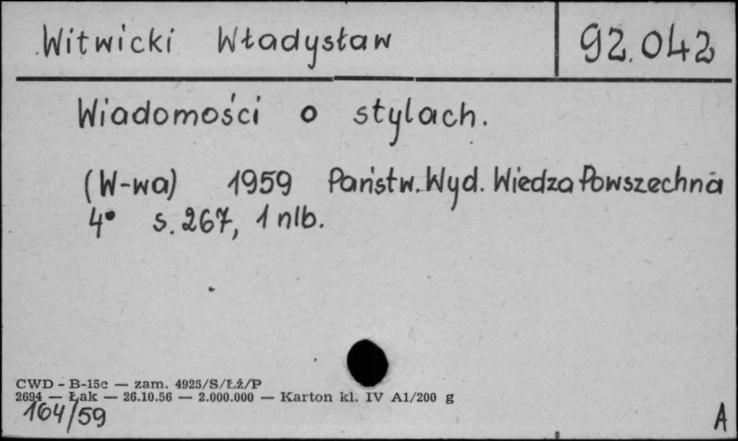 Witwicki Władysław 92.042
Wiadomości o stylach.
(W-wa) 1959 Państw. Wyd. Wiedza Powszechna
4° s. 267, 1 nlb.
CWD - B-15c — zam. 4925/S/Łż/P
2694 — Łak — 26.10.56 — 2.000.000 — Karton kl. IV A1/200 g
164/59 A